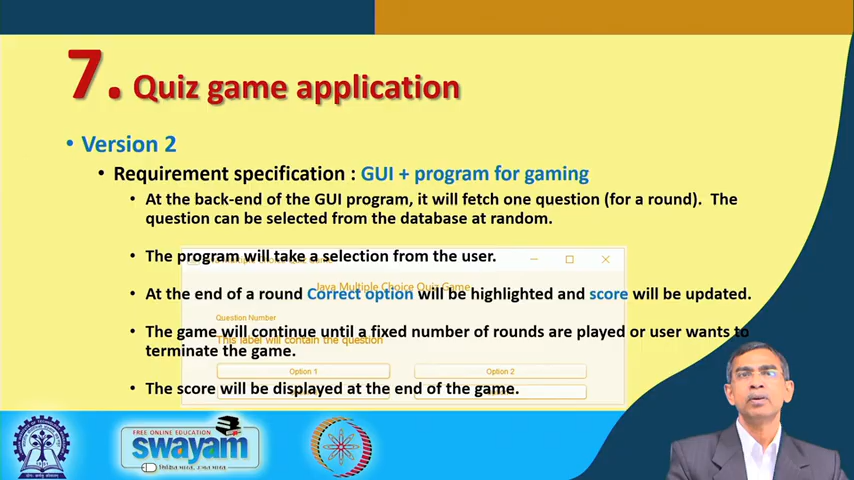 7. Quiz game application
• Version 2
• Requirement specification : GUI + program for gaming
• At the back-end of the GUI program, it will fetch one question (for a round). The
question can be selected from the database at random.
• The program will take a selection from the user.
Java Multiple Choice Quiz Game
• At the end of a round Correct option will be highlighted and score will be updated.
Question Number
• The game will continue until a fixed number of rounds are played or user wants to
This label will contain the question
terminate the game.
Option 1
Option 2
• The score will be displayed at the end of the game.
FREE ONLINE EDUCATION
swayam